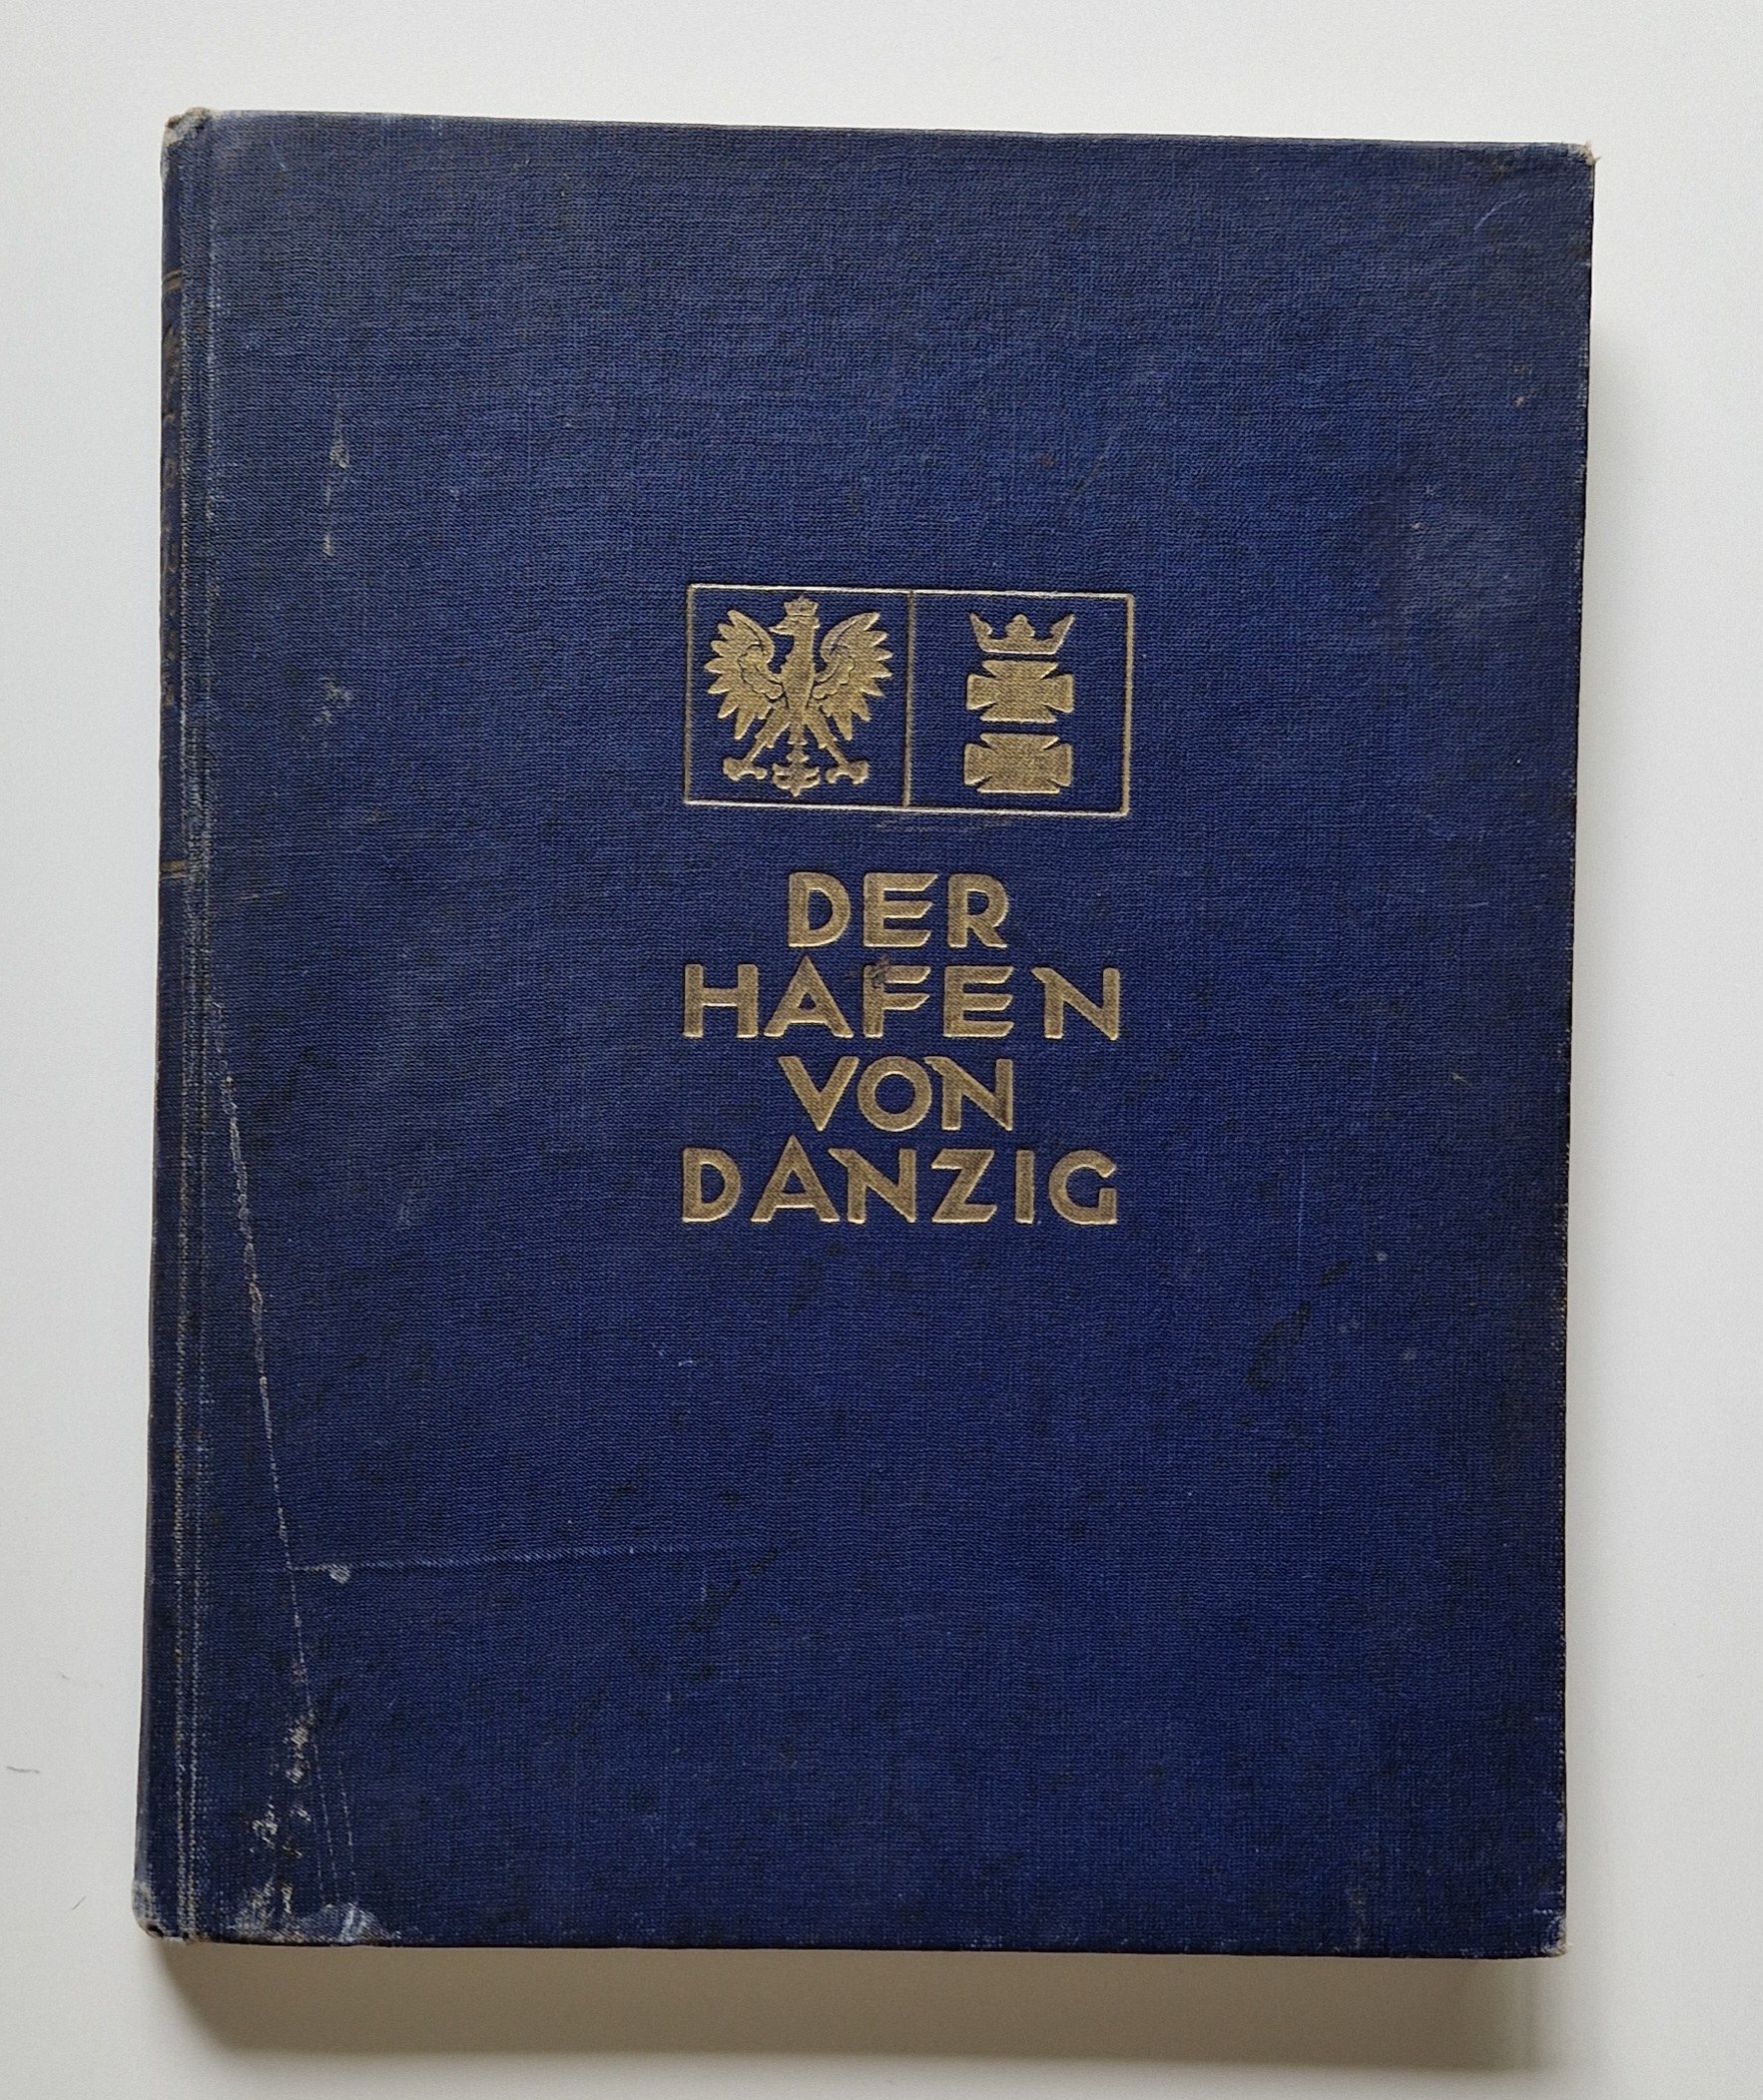 DER
HAFEN
VON
DANZIG